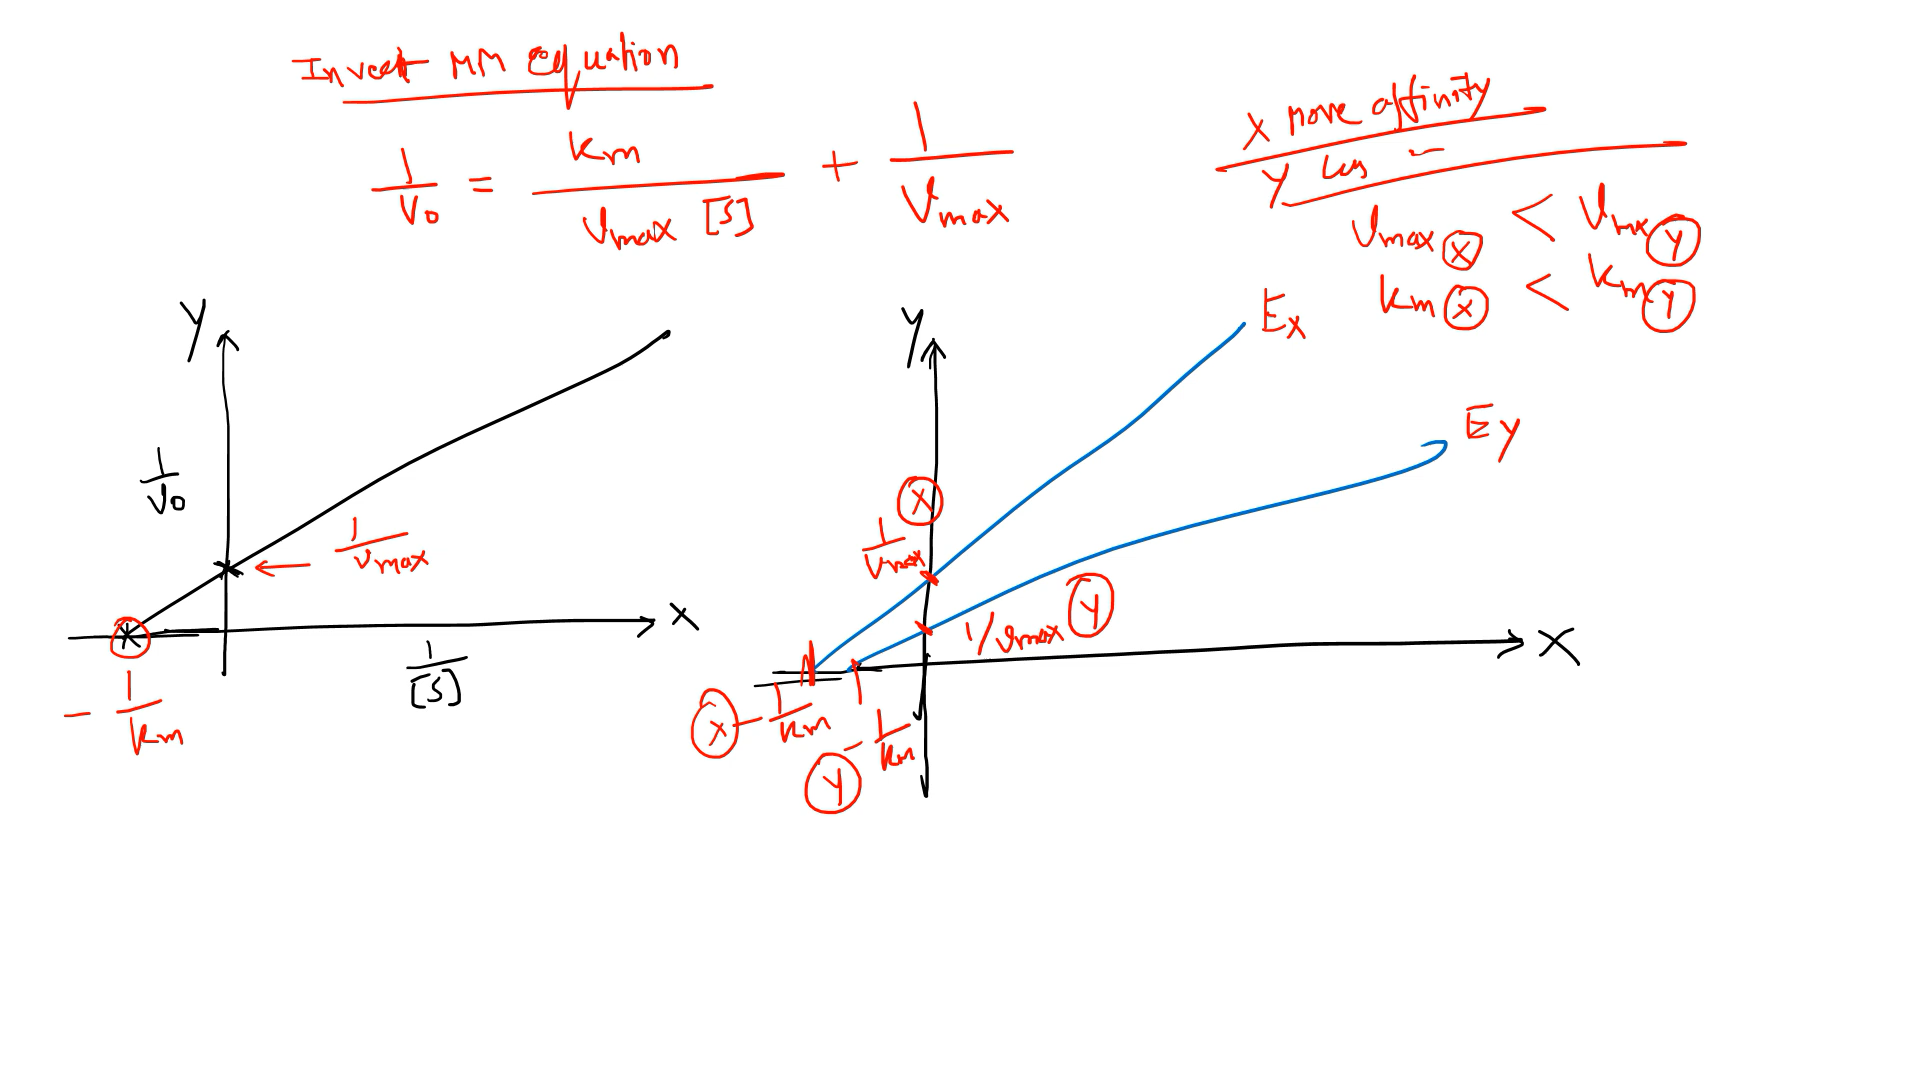 Invert MM Equation
1/V₀ = km/Vmax [S] + 1/Vmax
X more affinity
Y less –
Vmax X < Vmx Y
km X < km Y
Y
1/V₀
1/Vmax
X
1/[S]
- 1/km
Y
Ex
Ey
X
1/Vmax
1/Vmax Y
X
X - 1/km
Y - 1/km